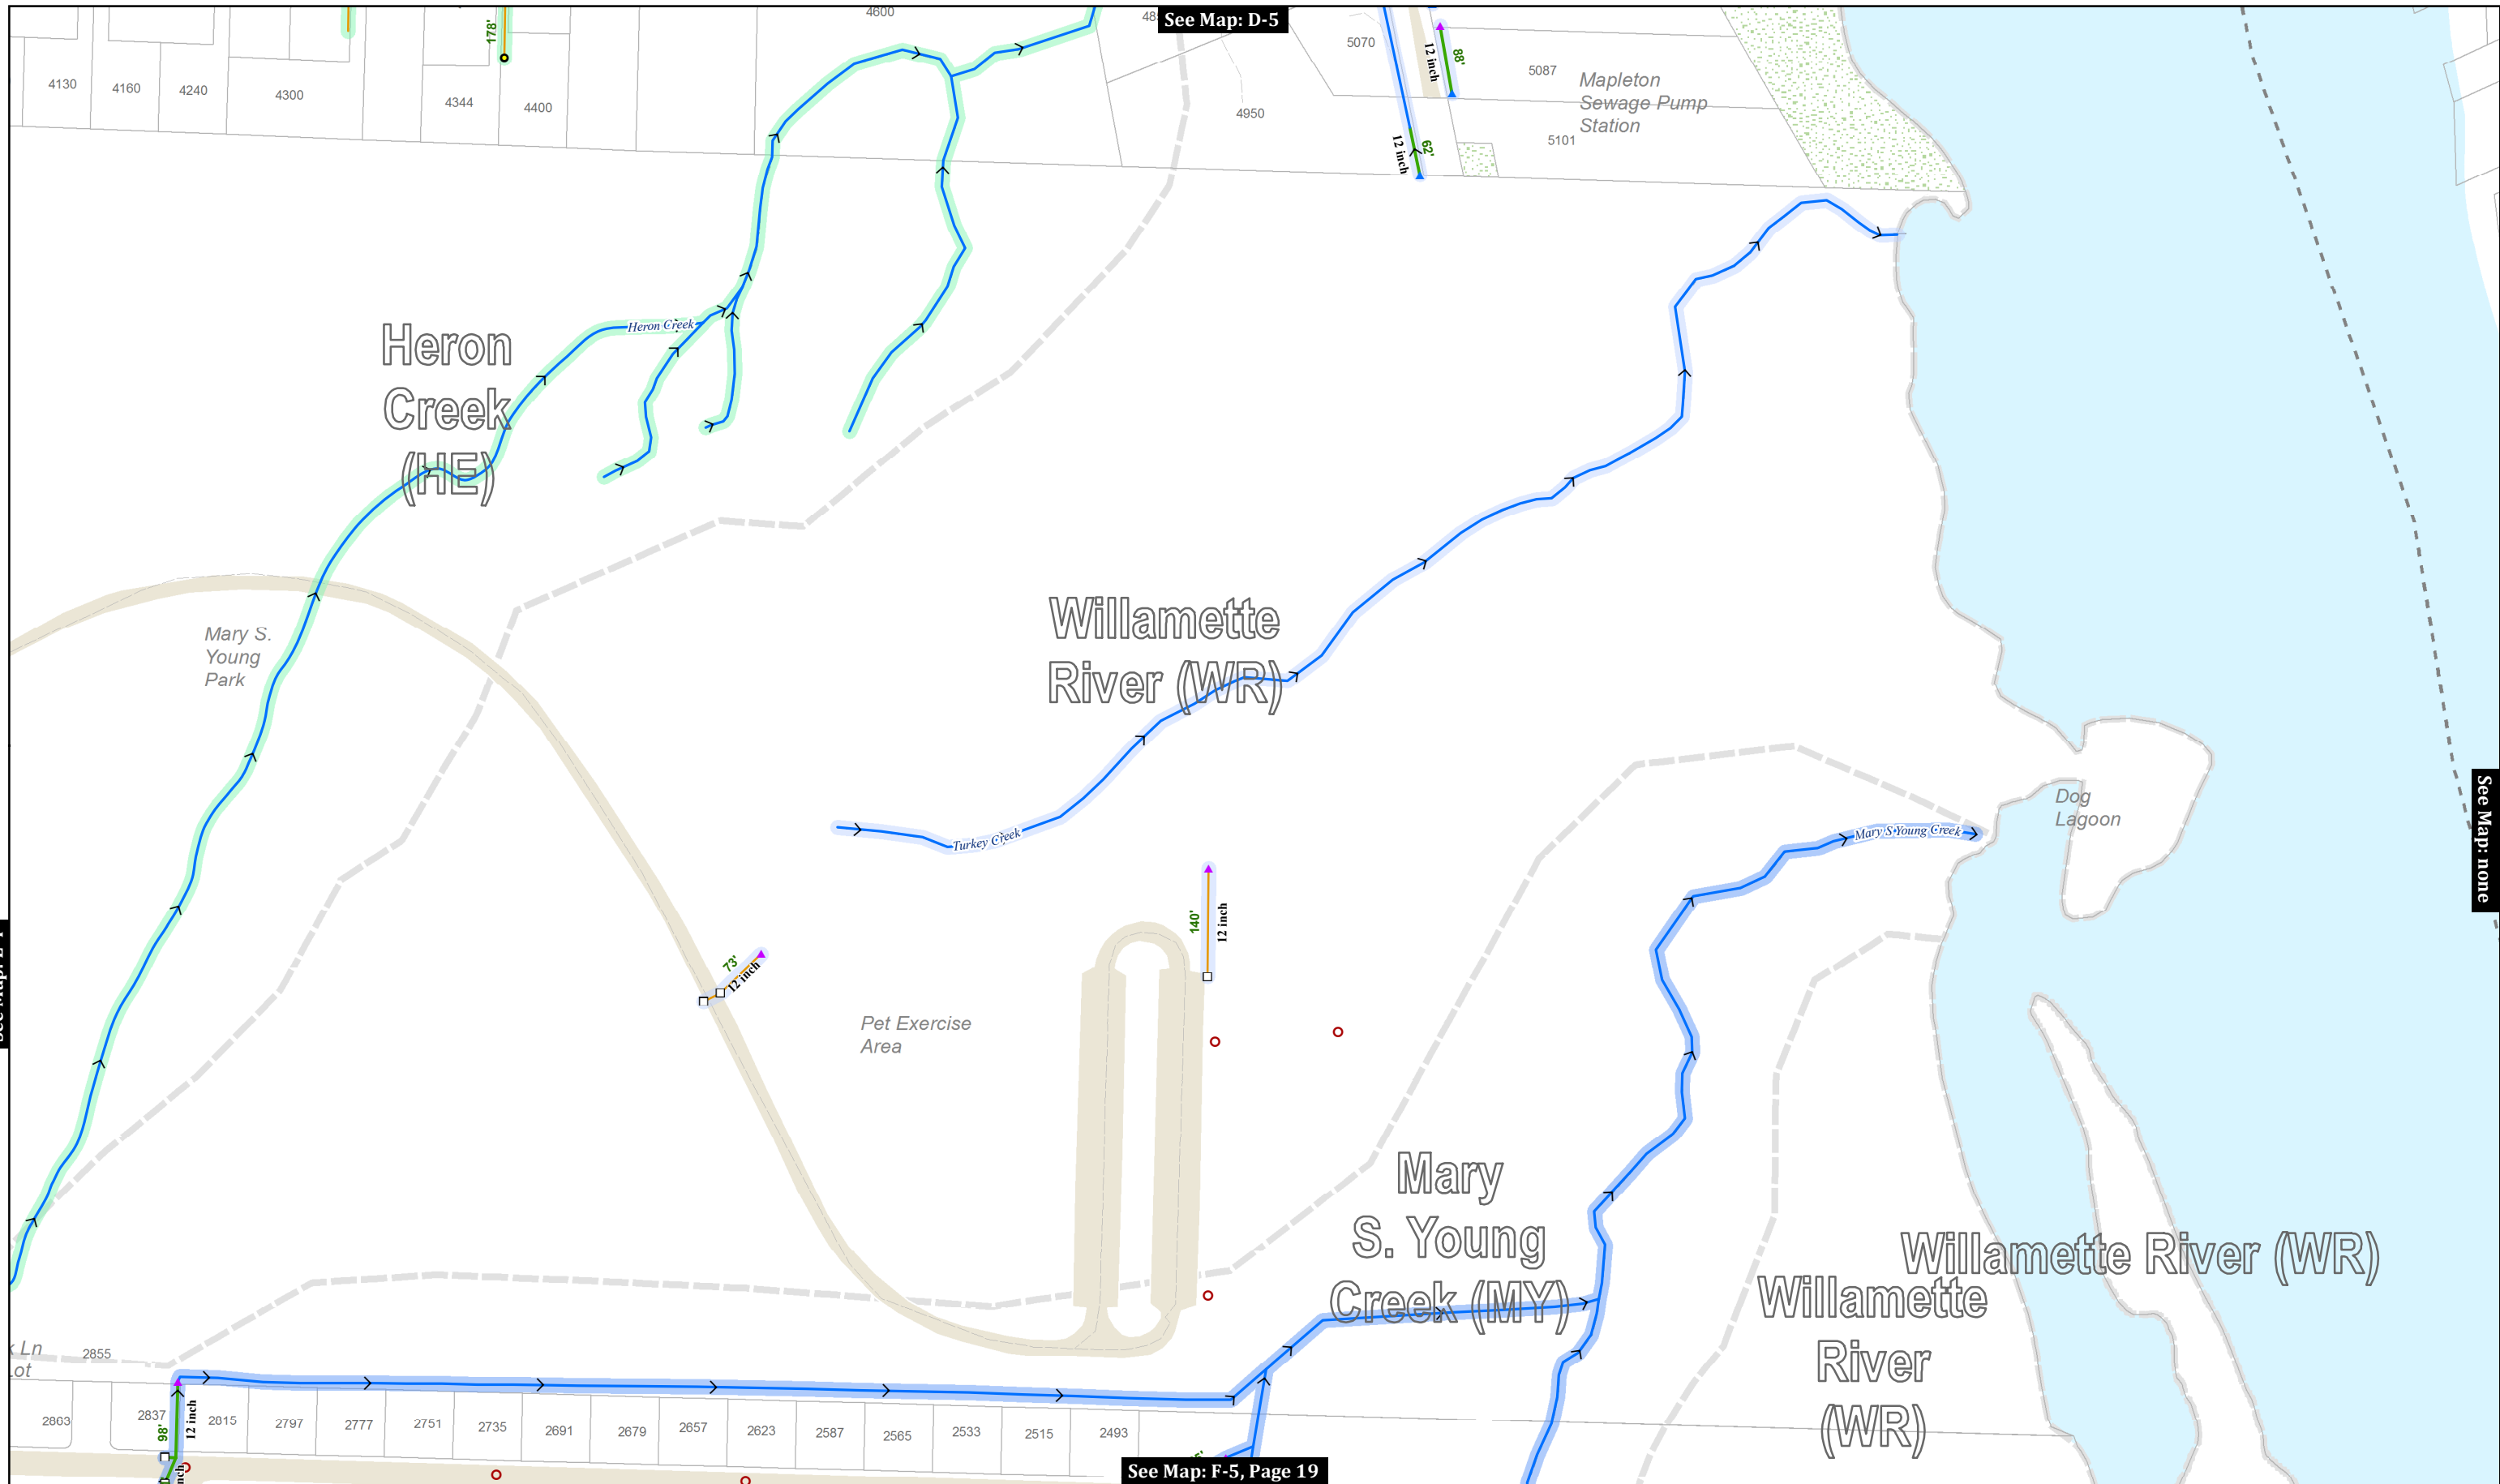 4600
See Map: D-5
178'
5070
12 inch
88'
5087
Mapleton
Sewage Pump
Station
4130
4160
4240
4300
4344
4400
4950
5101
12 inch
62'
Heron Creek
Heron
Creek
(HE)
Willamette
River (WR)
Mary S.
Young
Park
Dog
Lagoon
See Map: none
Turkey Creek
Mary S Young Creek
140'
12 inch
73'
12 inch
Pet Exercise
Area
Mary
S. Young
Creek (MY)
Willamette River (WR)
Willamette
River
(WR)
Ln
2855
2863
2837
2815
2797
2777
2751
2735
2691
2679
2657
2623
2587
2565
2533
2515
2493
98'
12 inch
See Map: F-5, Page 19